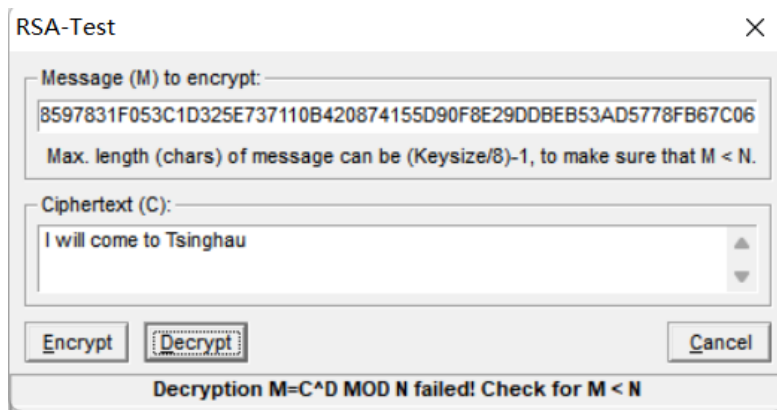 RSA-Test
Message (M) to encrypt:
8597831F053C1D325E737110B420874155D90F8E29DDBEB53AD5778FB67C06
Max. length (chars) of message can be (Keysize/8)-1, to make sure that M < N.
Ciphertext (C):
I will come to Tsinghau
Encrypt Decrypt Cancel
Decryption M=C^D MOD N failed! Check for M < N